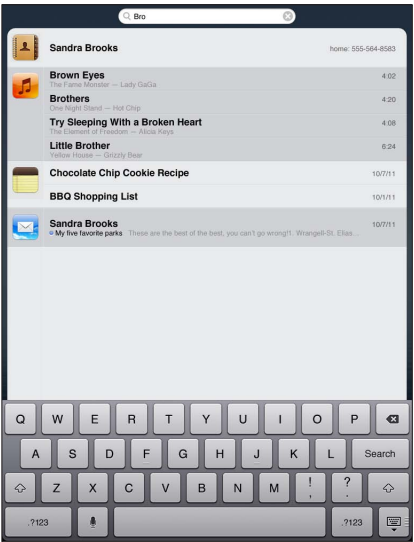 Bro
Sandra Brooks home: 555-564-8583
Brown Eyes 4:02
The Fame Monster — Lady GaGa
Brothers 4:20
One Night Stand — Hot Chip
Try Sleeping With a Broken Heart 4:08
The Element of Freedom — Alicia Keys
Little Brother 6:24
Yellow House — Grizzly Bear
Chocolate Chip Cookie Recipe 10/7/11
BBQ Shopping List 10/1/11
Sandra Brooks 10/7/11
My five favorite parks These are the best of the best, you can't go wrong!1. Wrangell-St. Elias...
Q W E R T Y U I O P
A S D F G H J K L Search
Z X C V B N M ! , ? .
.?123 .?123